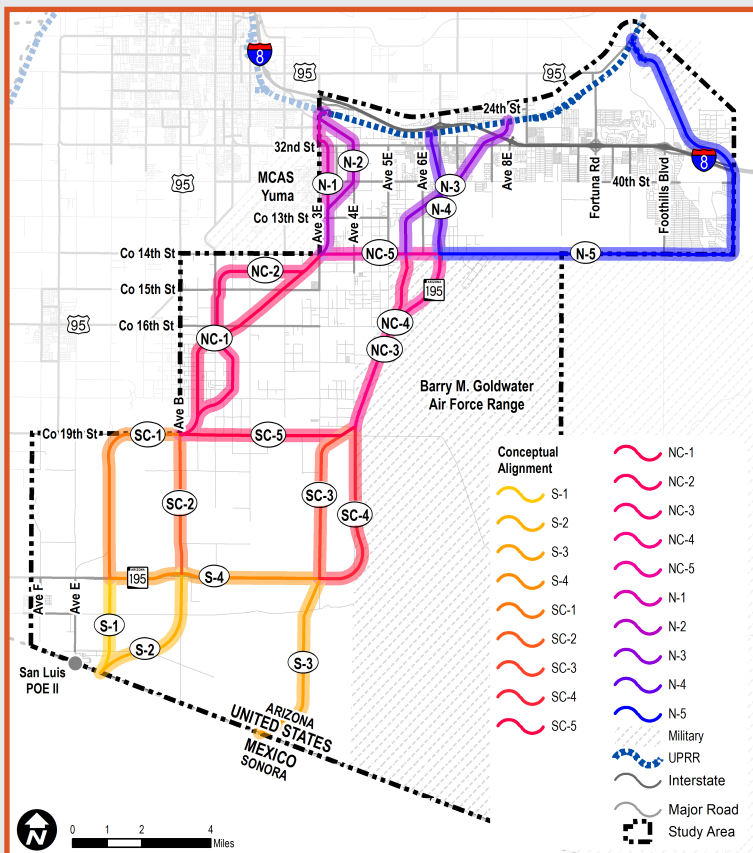 8
95
95
24th St
32nd St
N-2
Ave 5E
Ave 6E
Ave 8E
Fortuna Rd
Foothills Blvd
8
MCAS
Yuma
95
N-1
N-3
40th St
Ave 3E
Ave 4E
N-4
Co 13th St
Co 14th St
NC-5
N-5
NC-2
Co 15th St
ARIZONA
195
95
Co 16th St
NC-4
NC-1
NC-3
Barry M. Goldwater
Air Force Range
Ave B
Co 19th St
SC-1
SC-5
SC-2
SC-3
SC-4
ARIZONA
195
S-4
Ave F
Ave E
S-1
S-2
S-3
San Luis
POE II
ARIZONA
UNITED STATES
MEXICO
SONORA
Conceptual
Alignment
S-1
S-2
S-3
S-4
SC-1
SC-2
SC-3
SC-4
SC-5
NC-1
NC-2
NC-3
NC-4
NC-5
N-1
N-2
N-3
N-4
N-5
Military
UPRR
Interstate
Major Road
Study Area
N
0 1 2 4
Miles